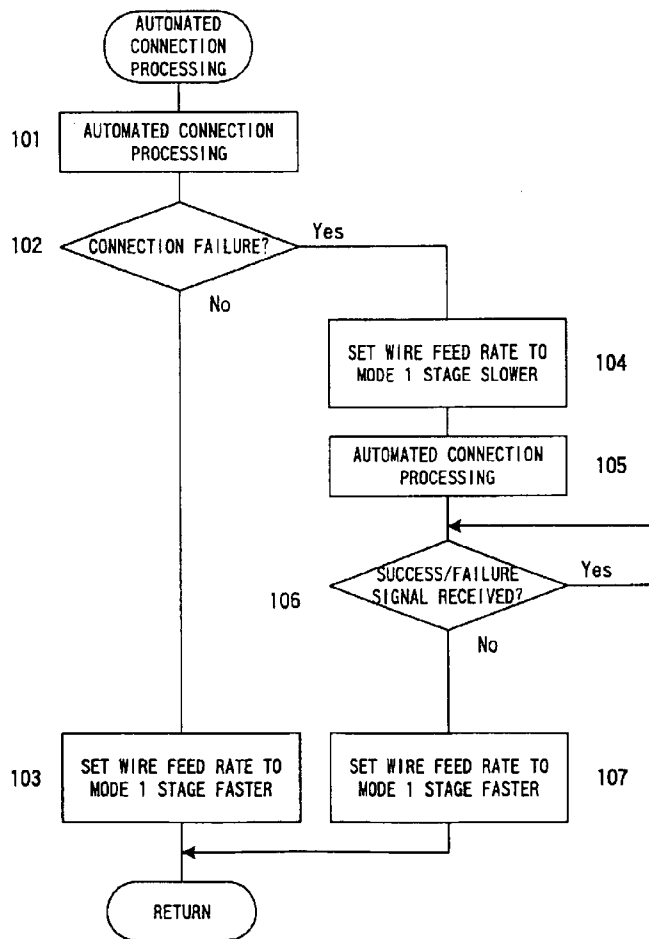 AUTOMATED
CONNECTION
PROCESSING
101
AUTOMATED CONNECTION
PROCESSING
102
CONNECTION FAILURE?
Yes
No
SET WIRE FEED RATE TO
MODE 1 STAGE SLOWER
104
AUTOMATED CONNECTION
PROCESSING
105
SUCCESS/FAILURE
SIGNAL RECEIVED?
Yes
106
No
103
SET WIRE FEED RATE TO
MODE 1 STAGE FASTER
SET WIRE FEED RATE TO
MODE 1 STAGE FASTER
107
RETURN